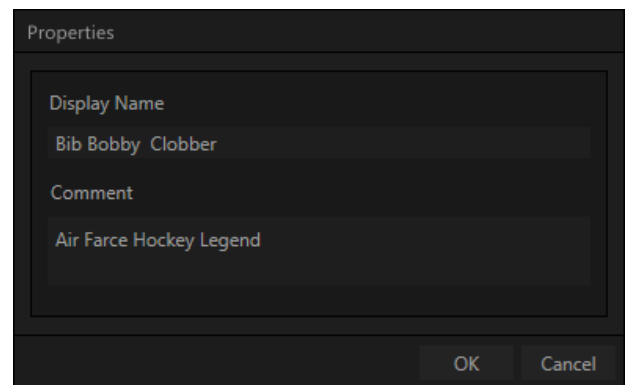 Properties
Display Name
Bib Bobby  Clobber
Comment
Air Farce Hockey Legend
OK Cancel